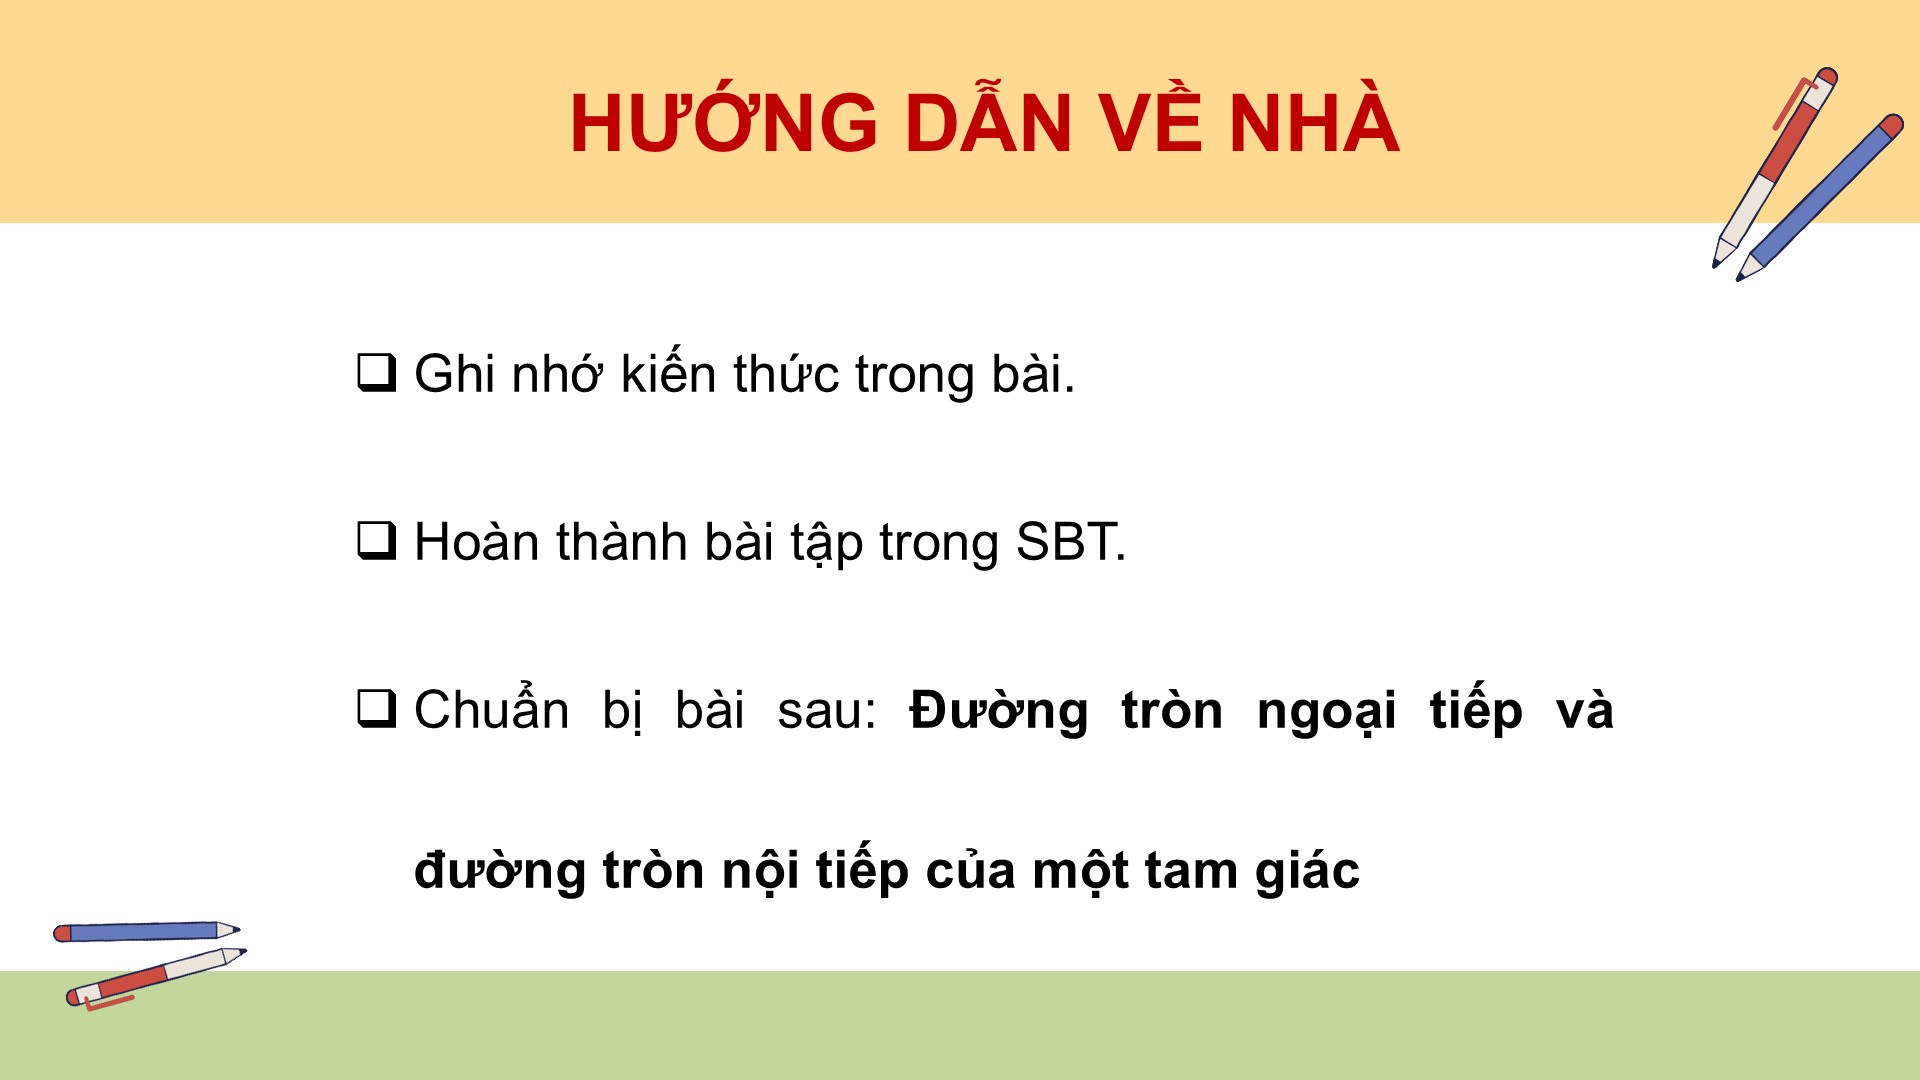 HƯỚNG DẪN VỀ NHÀ
Ghi nhớ kiến thức trong bài.
Hoàn thành bài tập trong SBT.
Chuẩn bị bài sau: Đường tròn ngoại tiếp và
đường tròn nội tiếp của một tam giác